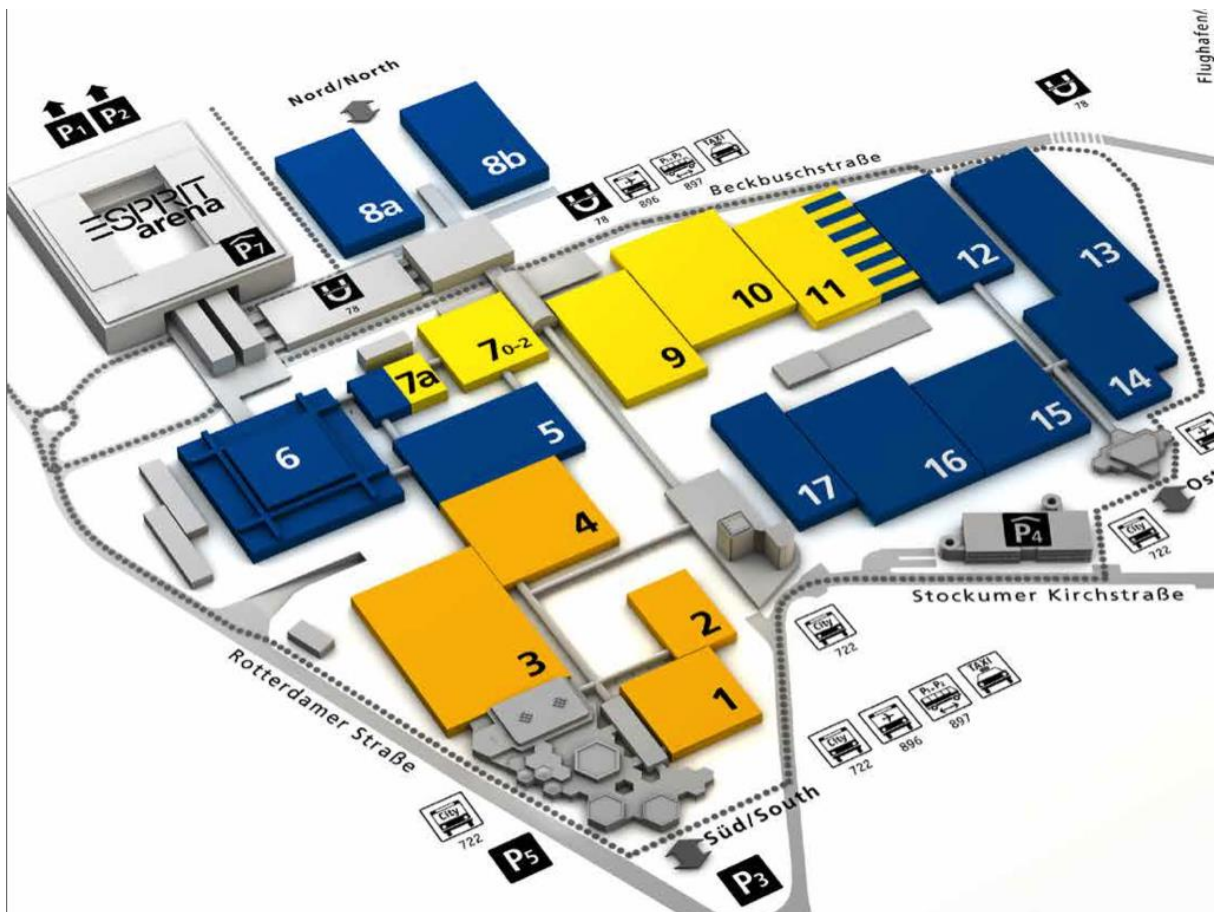 Flughafen/
Nord/North
78
P1
P2
8b
8a
ESPRIT
arena
P7
78
78
896
P1+P2
897
TAXI
Beckbuschstraße
12
13
10
11
7 0-2
9
7a
14
5
15
6
16
17
4
Ost
City
722
P4
Stockumer Kirchstraße
2
City
722
3
1
Rotterdamer Straße
City
722
896
P1+P2
897
TAXI
City
722
P5
Süd/South
P3